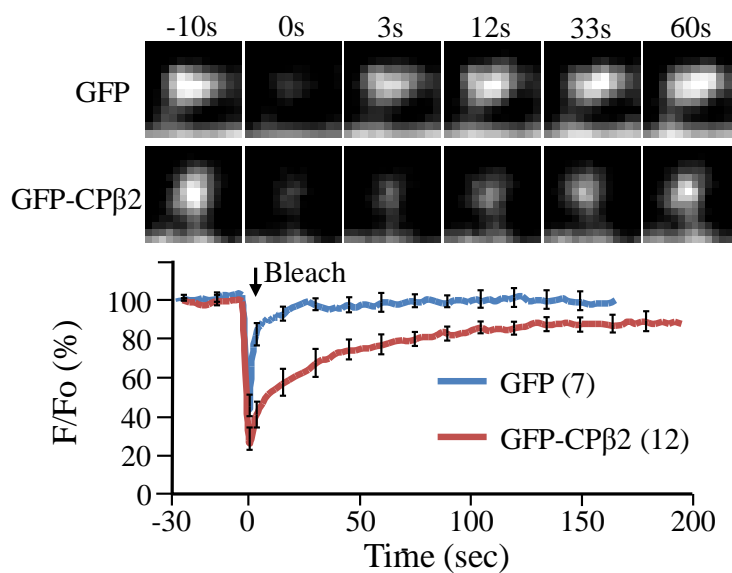 -10s 0s 3s 12s 33s 60s
GFP
GFP-CPβ2
Bleach
100
80
60
40
20
0
F/Fo (%)
GFP (7)
GFP-CPβ2 (12)
-30 0 50 100 150 200
Time (sec)